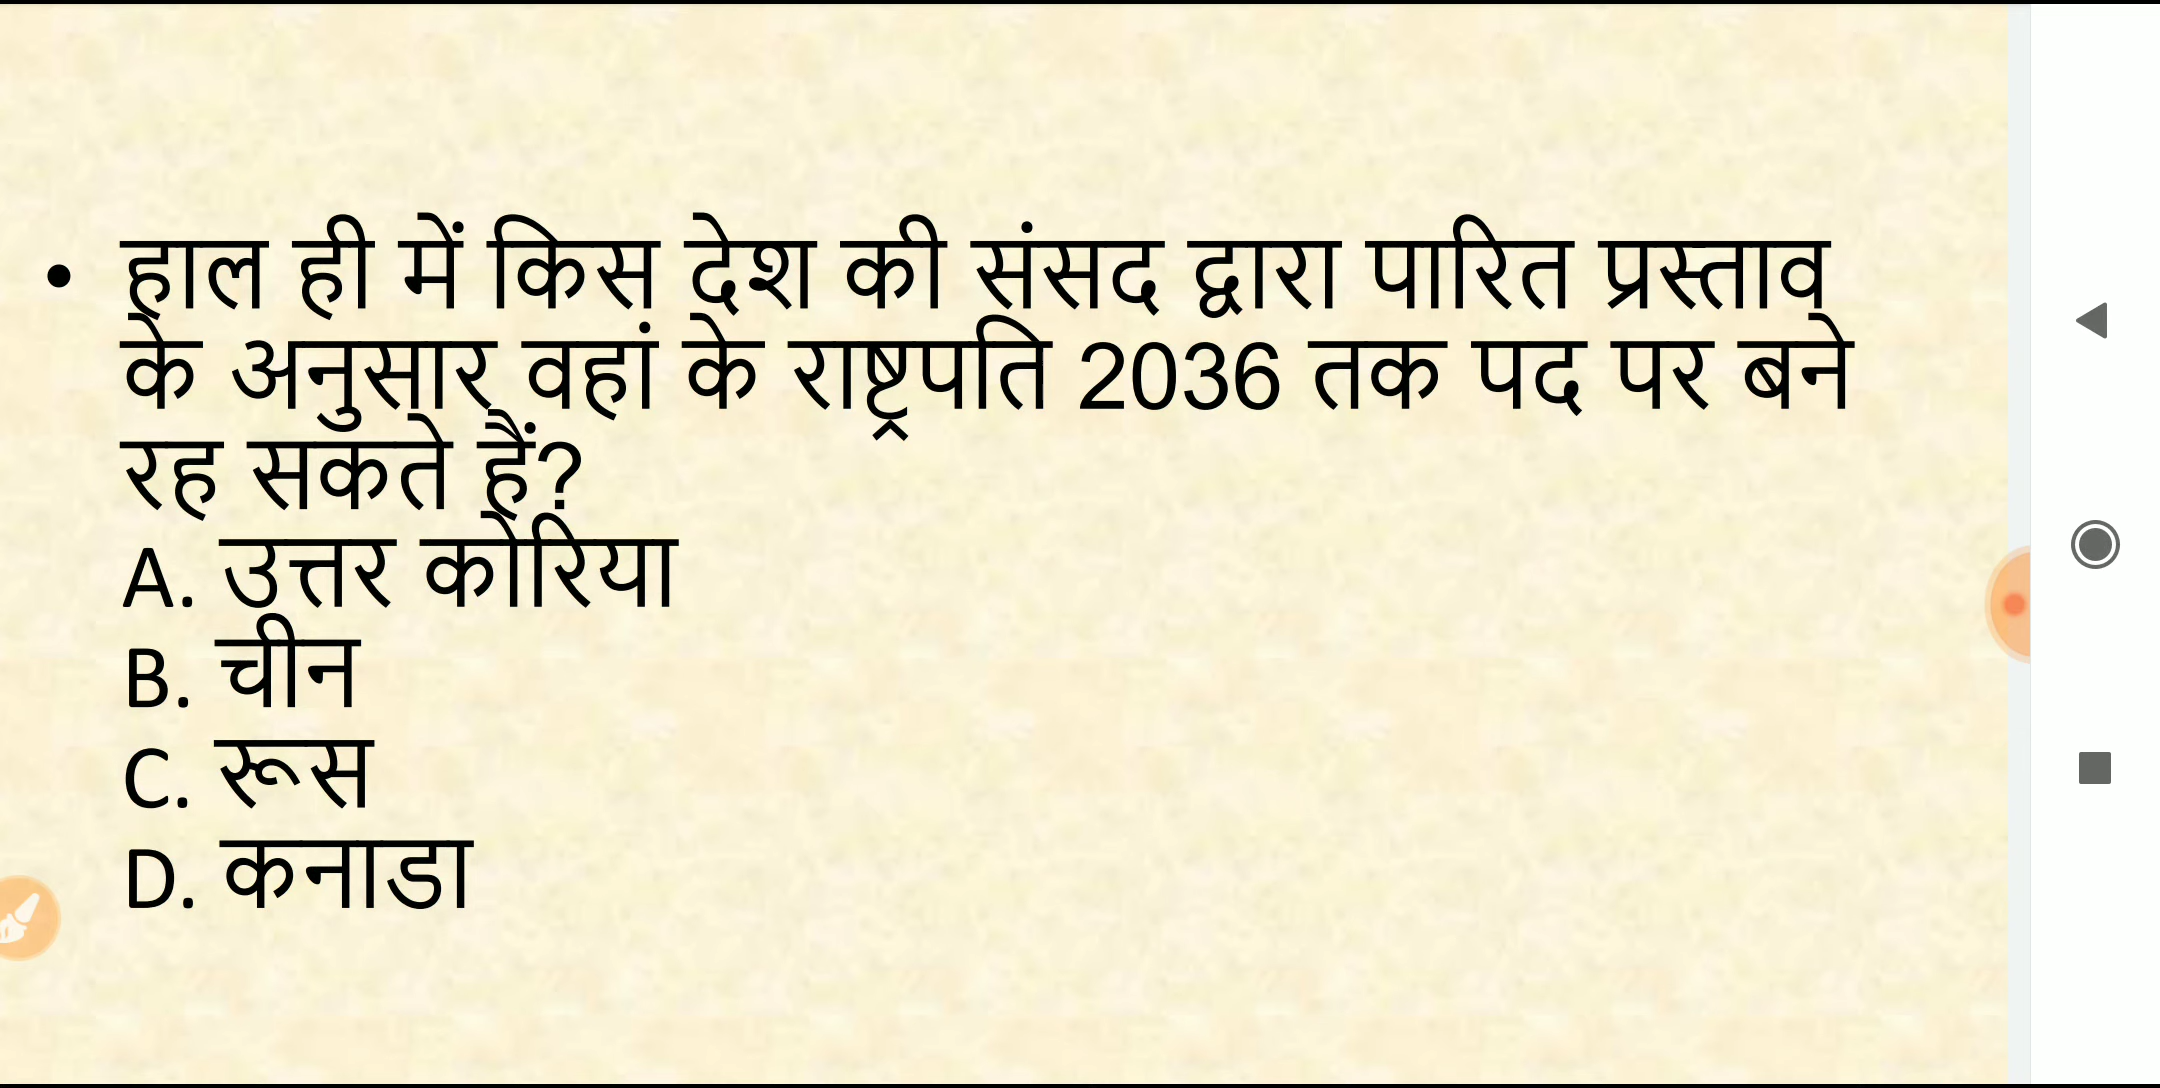 • हाल ही में किस देश की संसद द्वारा पारित प्रस्ताव
के अनुसार वहां के राष्ट्रपति 2036 तक पद पर बने
रह सकते हैं?
A. उत्तर कोरिया
B. चीन
C. रूस
D. कनाडा